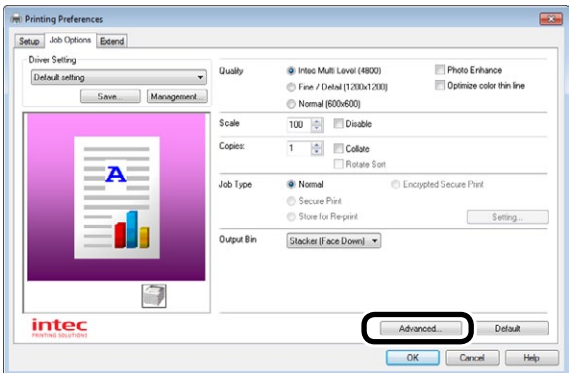 Printing Preferences
Setup Job Options Extend
Driver Setting
Default setting
Save... Management...
A
intec
PRINTING SOLUTIONS
Quality Intec Multi Level (4800) Photo Enhance
Fine / Detail (1200x1200) Optimize color thin line
Normal (600x600)
Scale 100 Disable
Copies: 1 Collate
Rotate Sort
Job Type Normal Encrypted Secure Print
Secure Print
Store for Re-print Setting...
Output Bin Stacker (Face Down)
Advanced... Default
OK Cancel Help